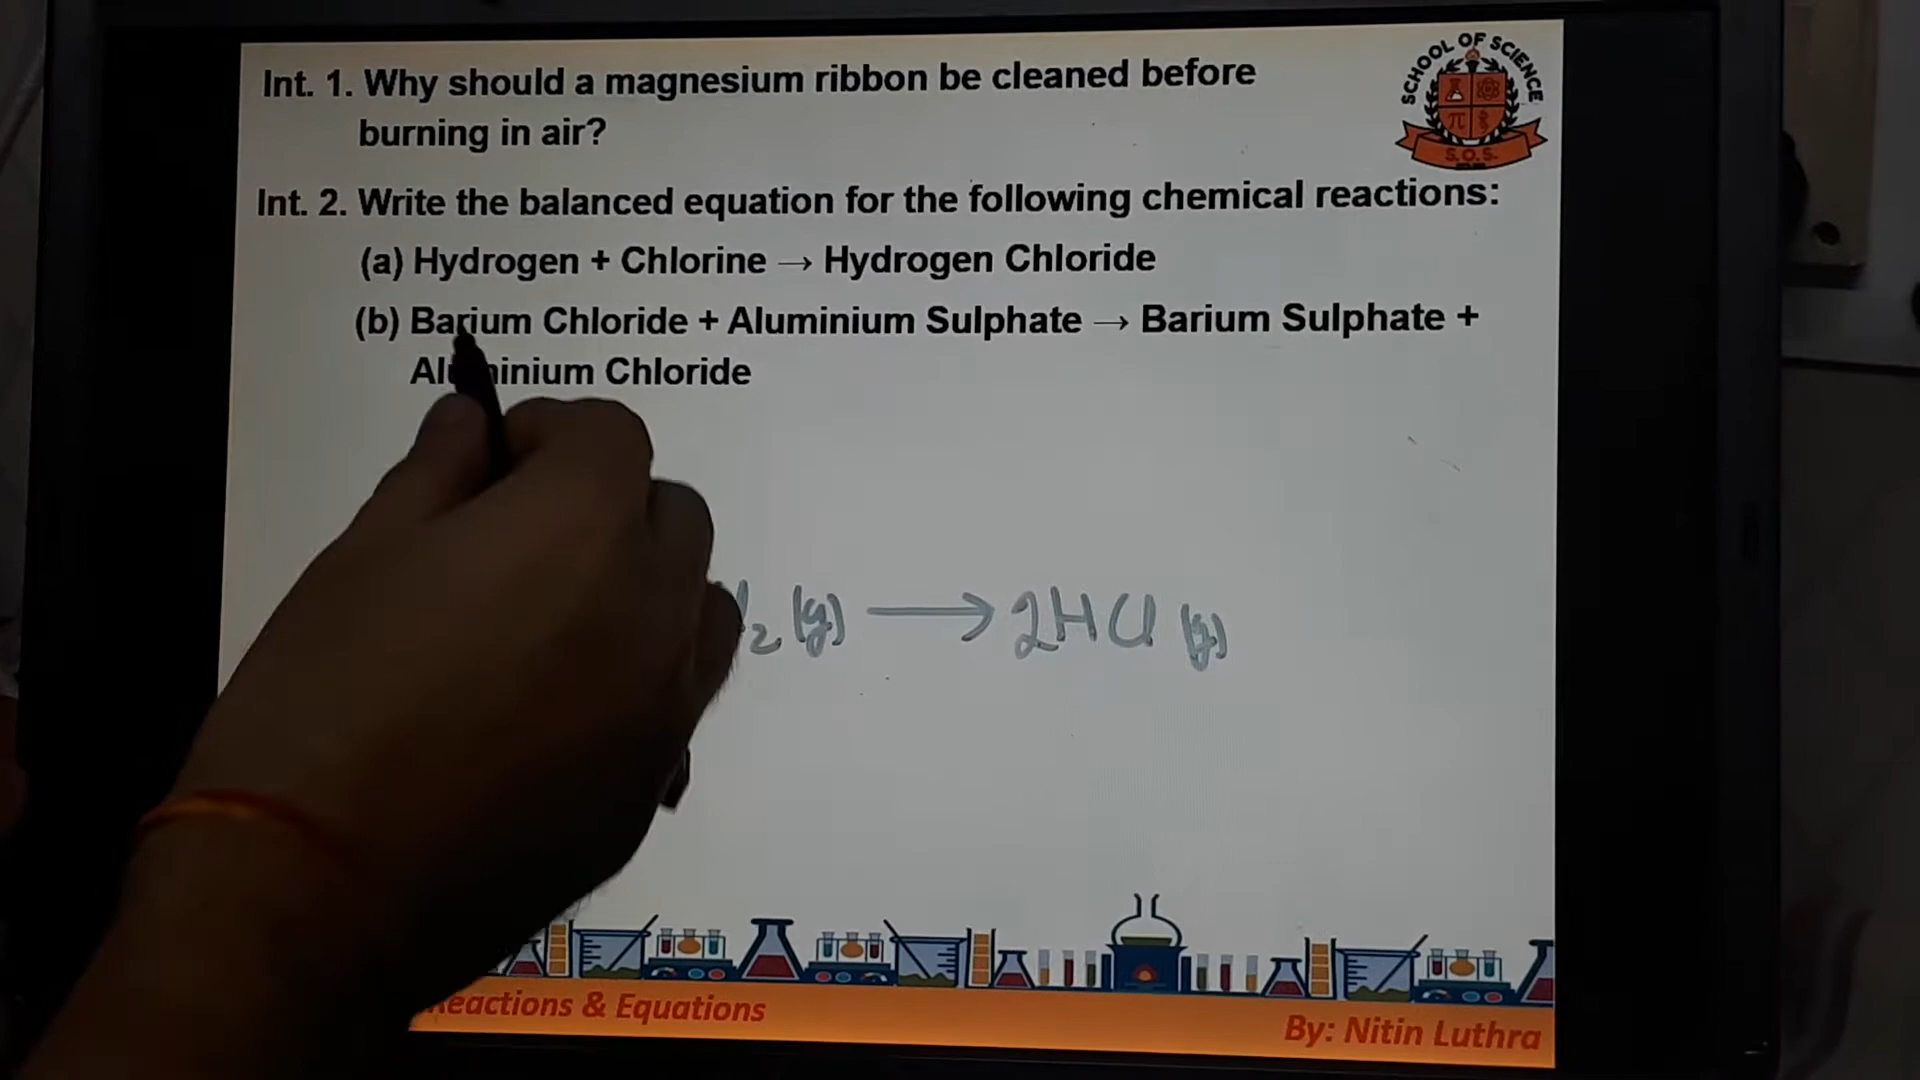 Int. 1. Why should a magnesium ribbon be cleaned before
burning in air?
SCHOOL OF SCIENCE
π
S.O.S.
Int. 2. Write the balanced equation for the following chemical reactions:
(a) Hydrogen + Chlorine → Hydrogen Chloride
(b) Barium Chloride + Aluminium Sulphate → Barium Sulphate +
Chloride
2 (g) → 2HCl (g)
Reactions & Equations
By: Nitin Luthra